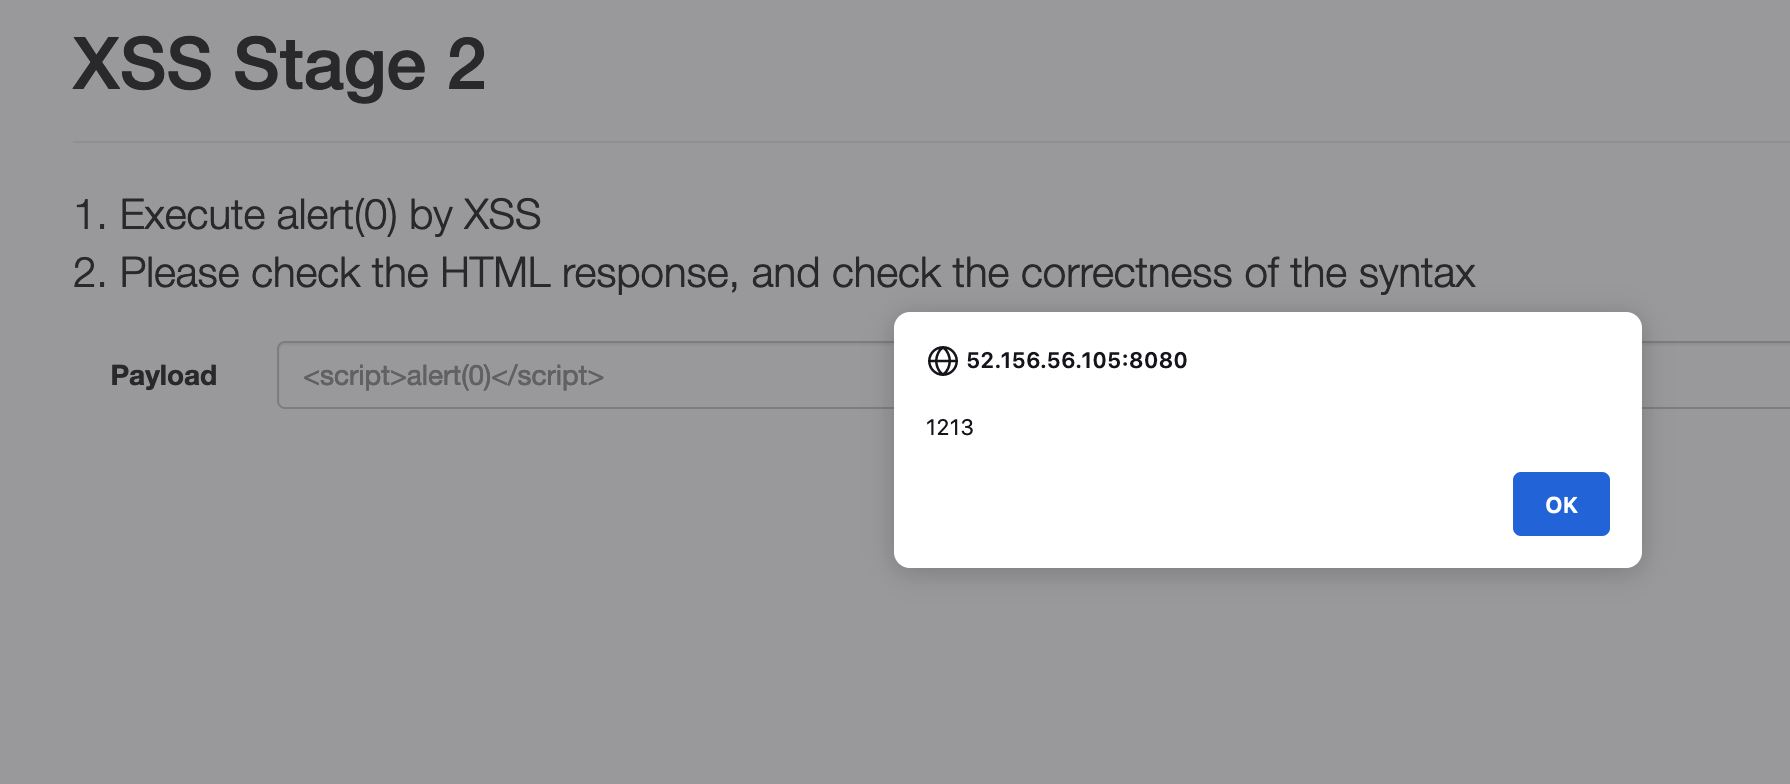 XSS Stage 2
1. Execute alert(0) by XSS
2. Please check the HTML response, and check the correctness of the syntax
Payload
<script>alert(0)</script>
52.156.56.105:8080
1213
OK